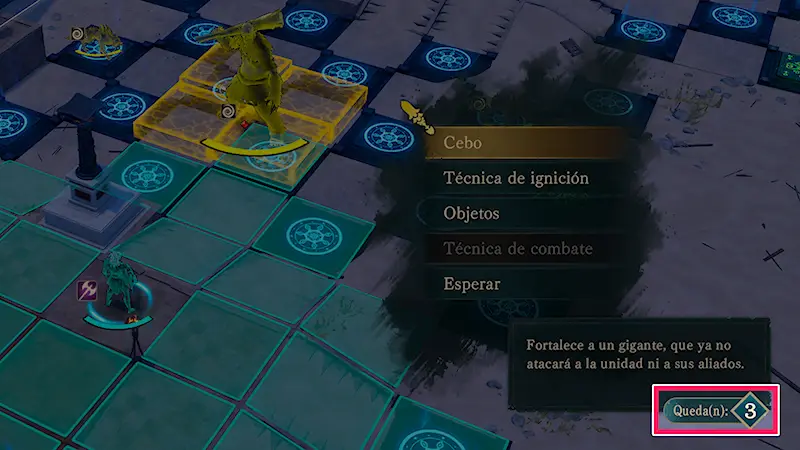 Cebo
Técnica de ignición
Objetos
Técnica de combate
Esperar
Fortalece a un gigante, que ya no
atacará a la unidad ni a sus aliados.
Queda(n): 3